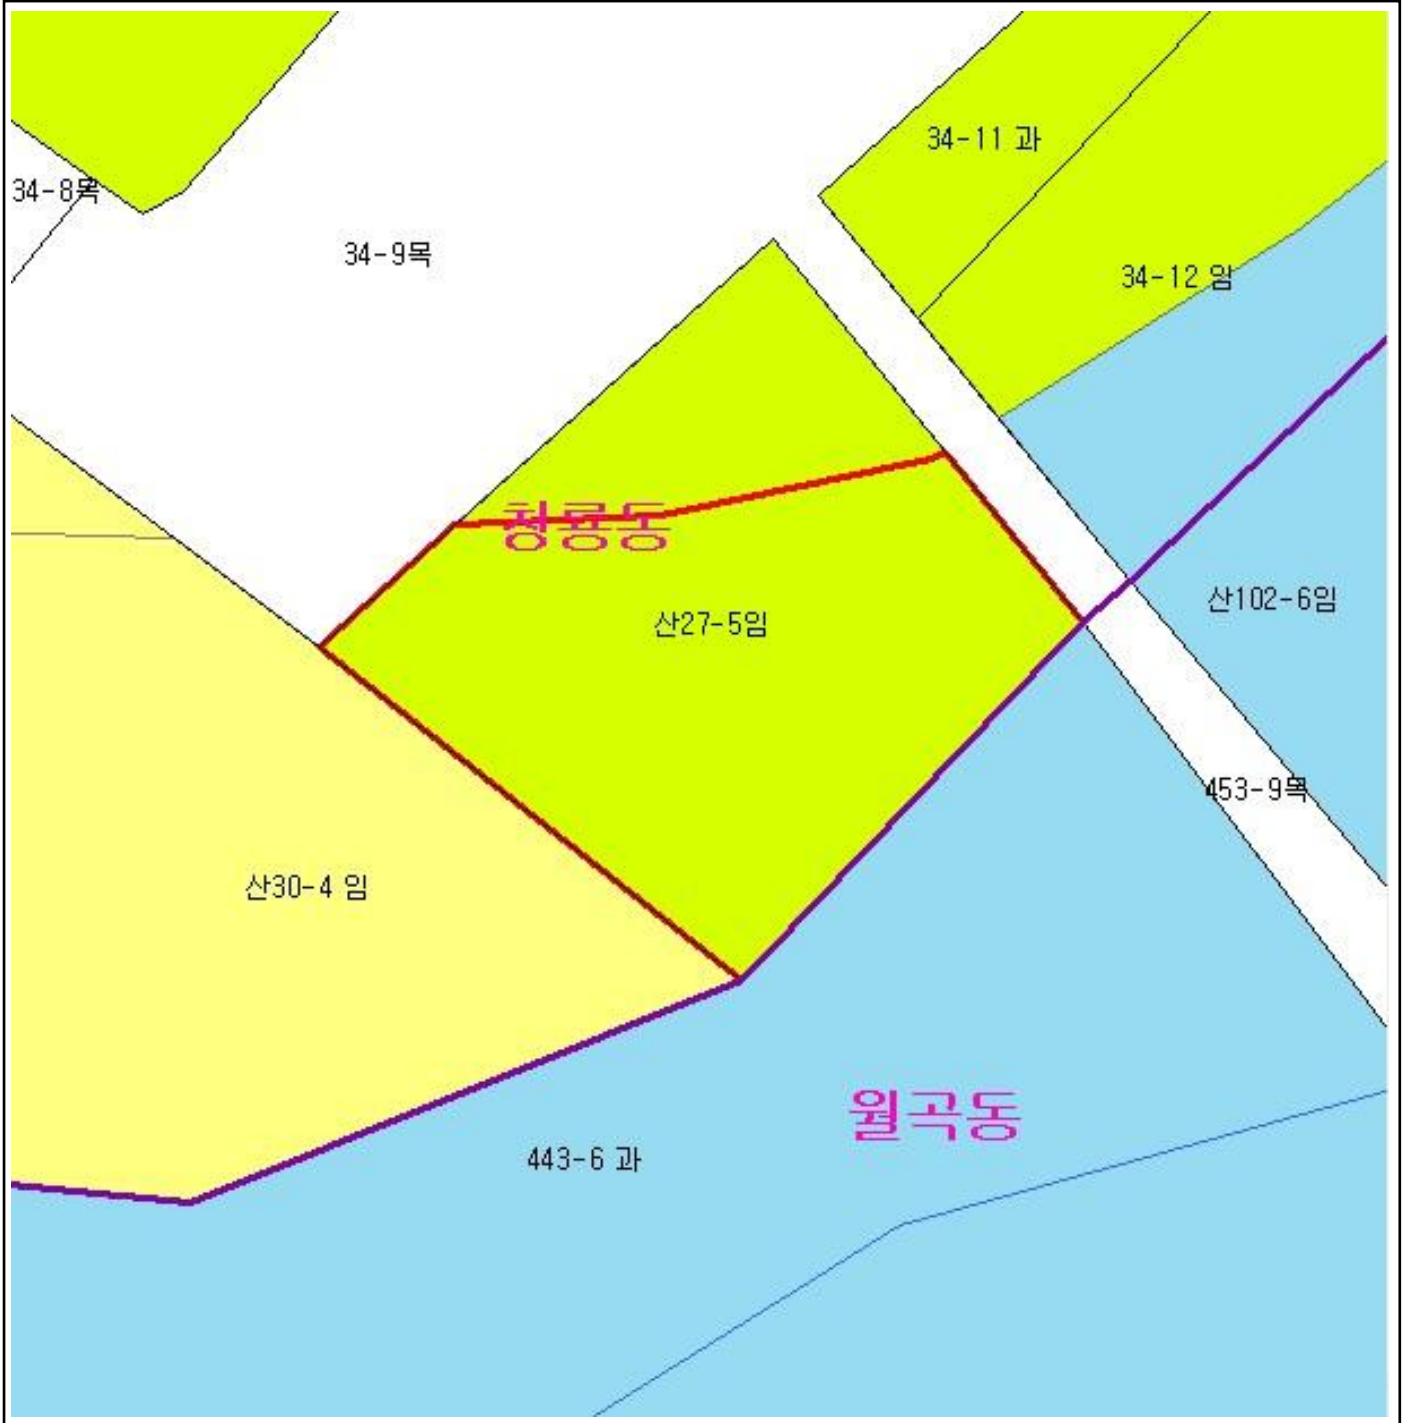 34-11 과
34-8목
34-9목
34-12 임
청룡동
산27-5임
산102-6임
453-9목
산30-4 임
월곡동
443-6 과